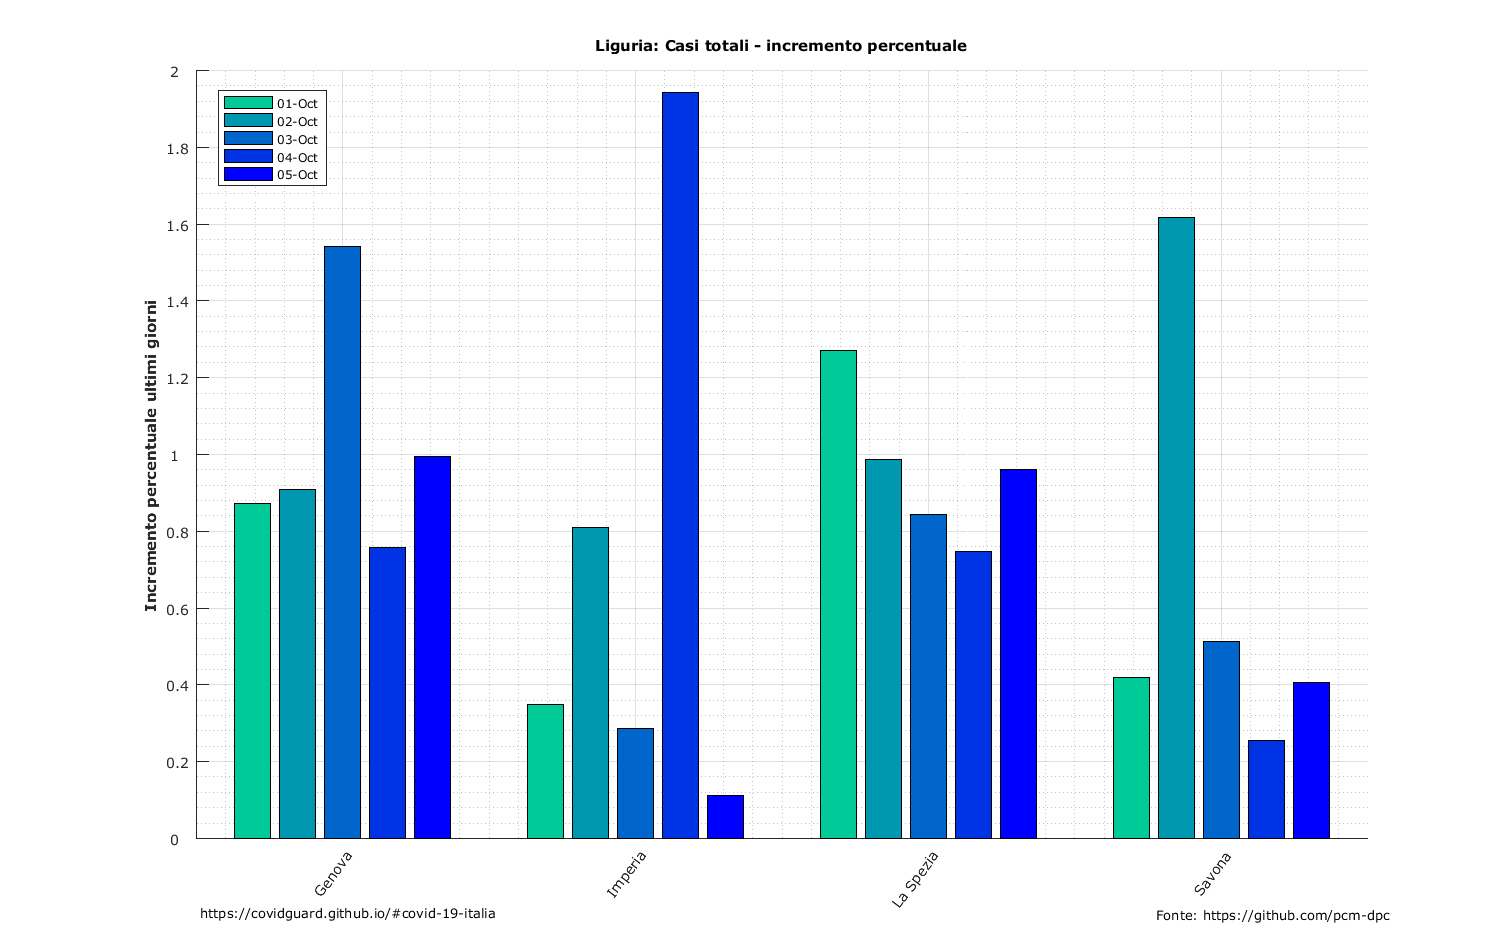 Liguria: Casi totali - incremento percentuale
Incremento percentuale ultimi giorni
2
1.8
1.6
1.4
1.2
1
0.8
0.6
0.4
0.2
0
01-Oct
02-Oct
03-Oct
04-Oct
05-Oct
Genova
Imperia
La Spezia
Savona
https://covidguard.github.io/#covid-19-italia
Fonte: https://github.com/pcm-dpc